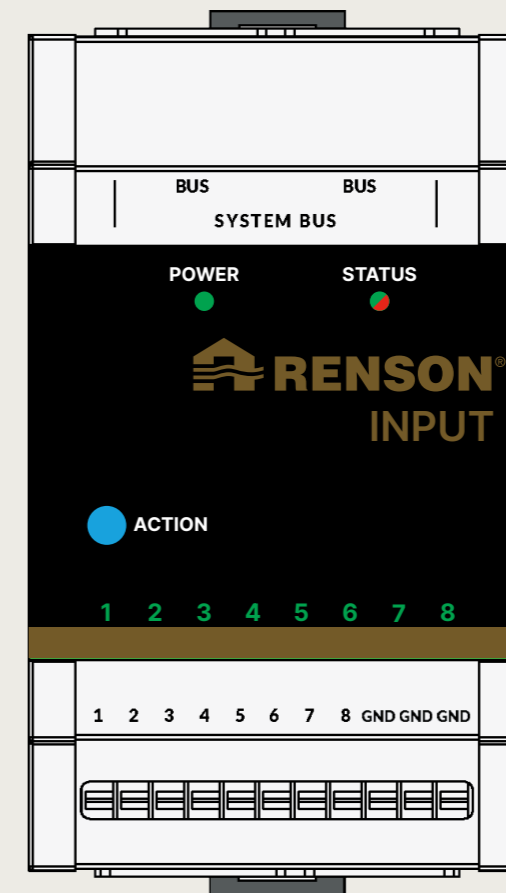 BUS BUS
SYSTEM BUS
POWER STATUS
RENSON®
INPUT
ACTION
1 2 3 4 5 6 7 8
1 2 3 4 5 6 7 8 GND GND GND